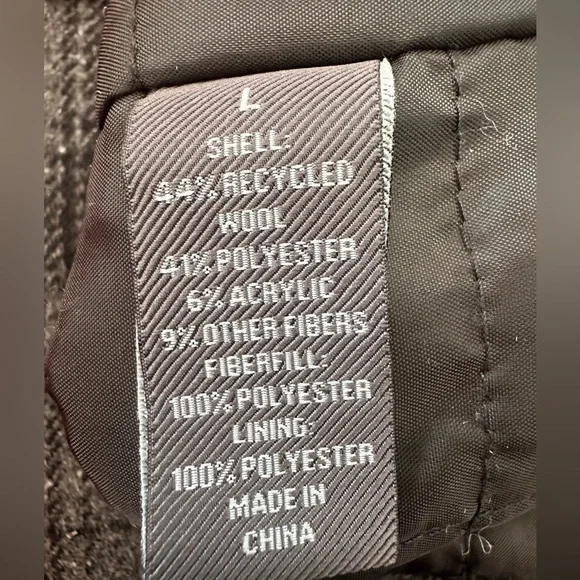 L
SHELL:
44% RECYCLED
WOOL
41% POLYESTER
6% ACRYLIC
9% OTHER FIBERS
FIBERFILL:
100% POLYESTER
LINING:
100% POLYESTER
MADE IN
CHINA